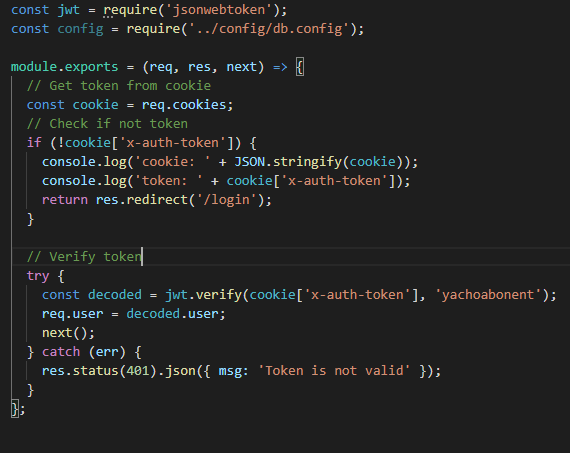 const jwt = require('jsonwebtoken');
const config = require('../config/db.config');
module.exports = (req, res, next) => {
// Get token from cookie
const cookie = req.cookies;
// Check if not token
if (!cookie['x-auth-token']) {
console.log('cookie: ' + JSON.stringify(cookie));
console.log('token: ' + cookie['x-auth-token']);
return res.redirect('/login');
}
// Verify token
try {
const decoded = jwt.verify(cookie['x-auth-token'], 'yachoabonent');
req.user = decoded.user;
next();
} catch (err) {
res.status(401).json({ msg: 'Token is not valid' });
}
};